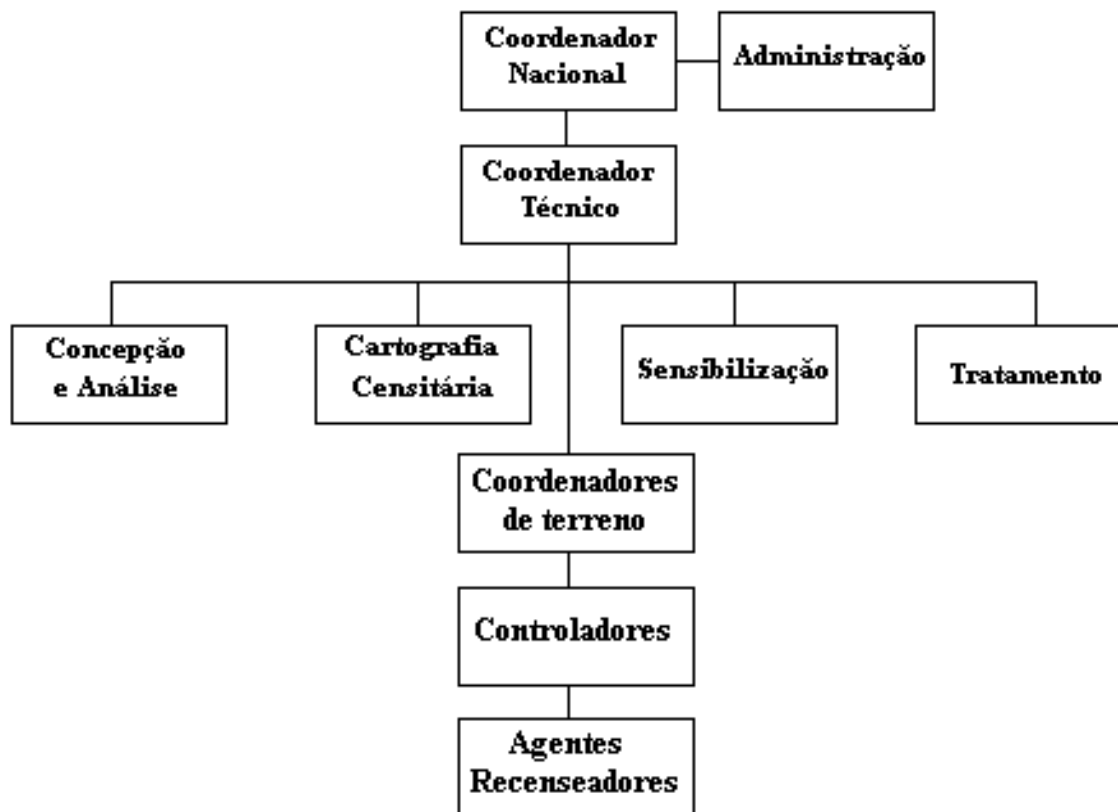 Coordenador
Nacional
Administração
Coordenador
Técnico
Concepção
e Análise
Cartografia
Censitária
Sensibilização
Tratamento
Coordenadores
de terreno
Controladores
Agentes
Recenseadores